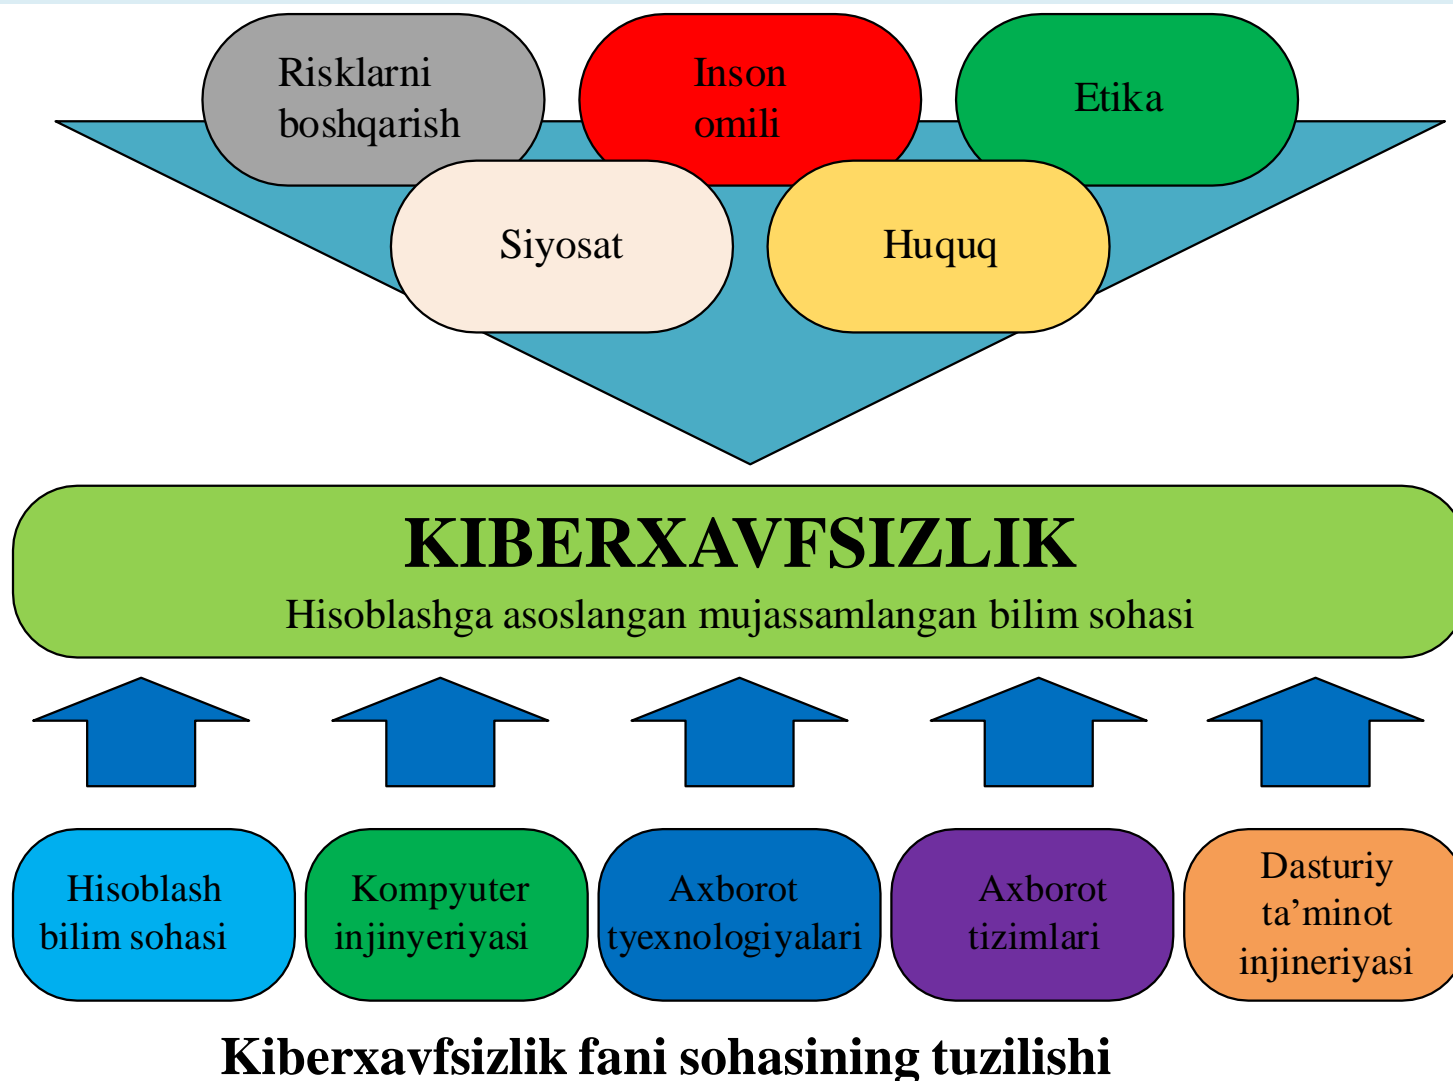 Risklarni
boshqarish
Inson
omili
Etika
Siyosat
Huquq
KIBERXAVFSIZLIK
Hisoblashga asoslangan mujassamlangan bilim sohasi
Hisoblash
bilim sohasi
Kompyuter
injinyeriyasi
Axborot
tyexnologiyalari
Axborot
tizimlari
Dasturiy
ta’minot
injineriyasi
Kiberxavfsizlik fani sohasining tuzilishi